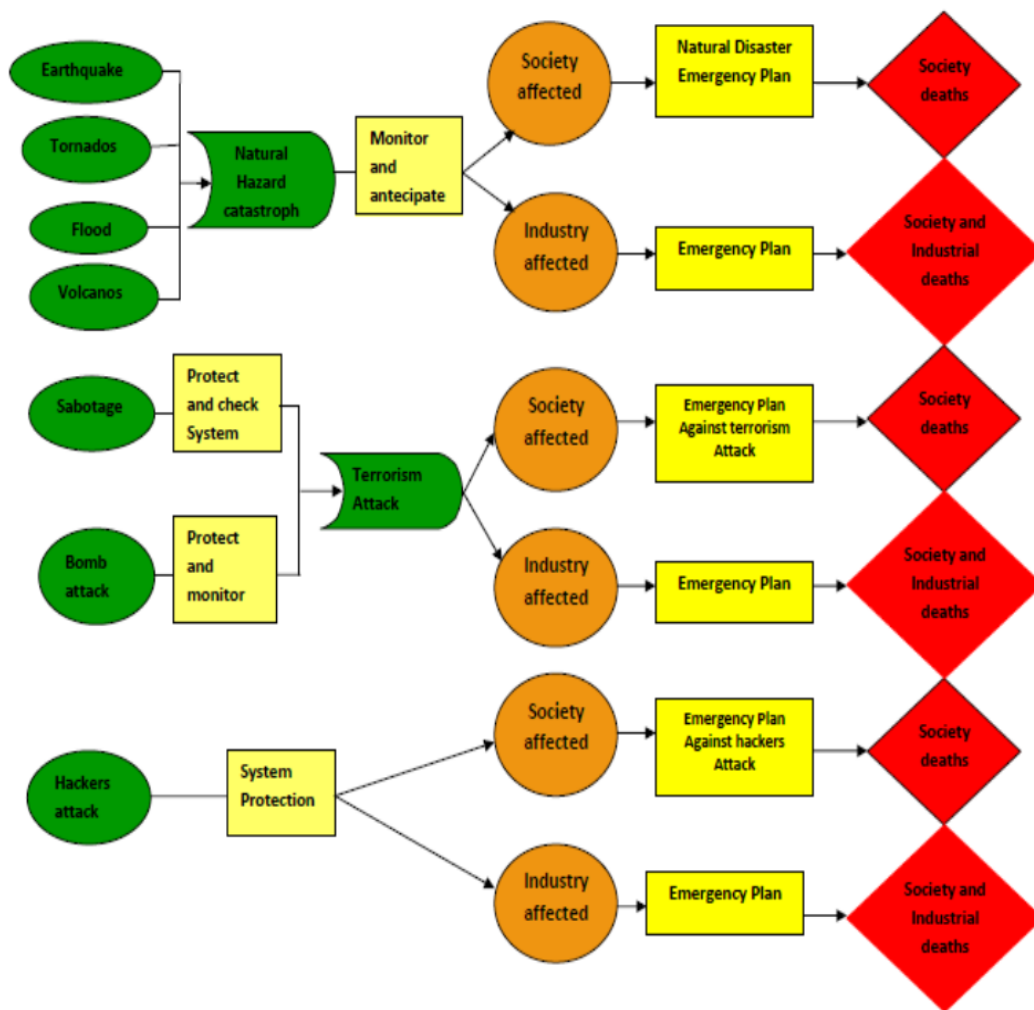 Earthquake
Tornados
Flood
Volcanos
Natural
Hazard
catastroph
Monitor
and
antecipate
Society
affected
Natural Disaster
Emergency Plan
Society
deaths
Industry
affected
Emergency Plan
Society and
Industrial
deaths
Sabotage
Protect
and check
System
Bomb
attack
Protect
and
monitor
Terrorism
Attack
Society
affected
Emergency Plan
Against terrorism
Attack
Society
deaths
Industry
affected
Emergency Plan
Society and
Industrial
deaths
Hackers
attack
System
Protection
Society
affected
Emergency Plan
Against hackers
Attack
Society
deaths
Industry
affected
Emergency Plan
Society and
Industrial
deaths